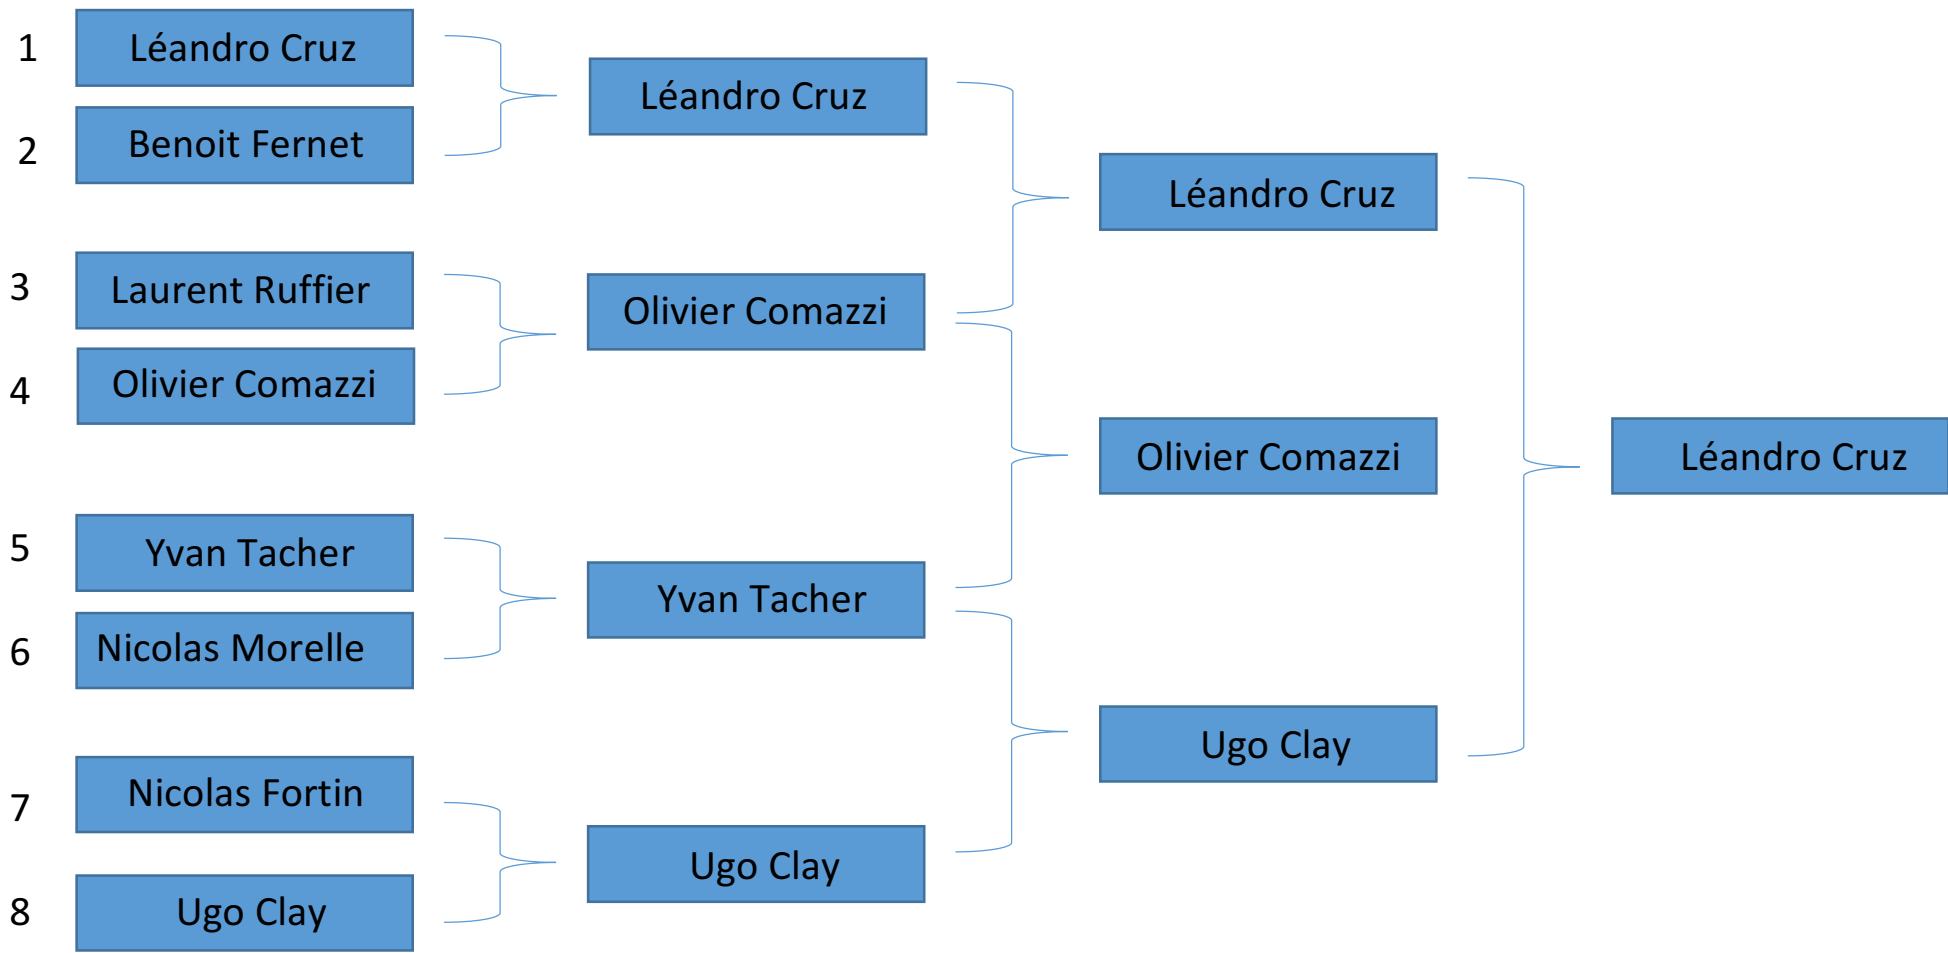 1
Léandro Cruz
2
Benoit Fernet
3
Laurent Ruffier
4
Olivier Comazzi
5
Yvan Tacher
6
Nicolas Morelle
7
Nicolas Fortin
8
Ugo Clay
Léandro Cruz
Olivier Comazzi
Yvan Tacher
Ugo Clay
Léandro Cruz
Olivier Comazzi
Ugo Clay
Léandro Cruz